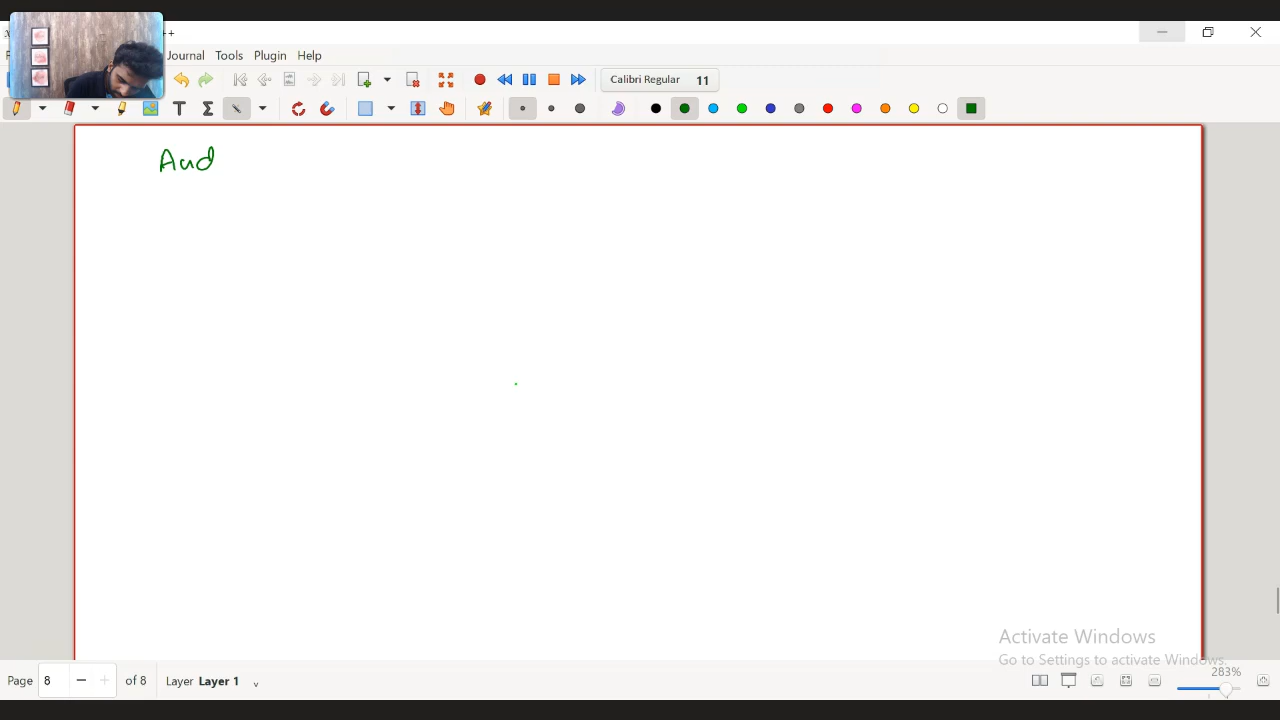 ++
Journal Tools Plugin Help
Calibri Regular 11
Aud
Activate Windows
Go to Settings to activate Windows.
Page 8 of 8 Layer Layer 1 283%